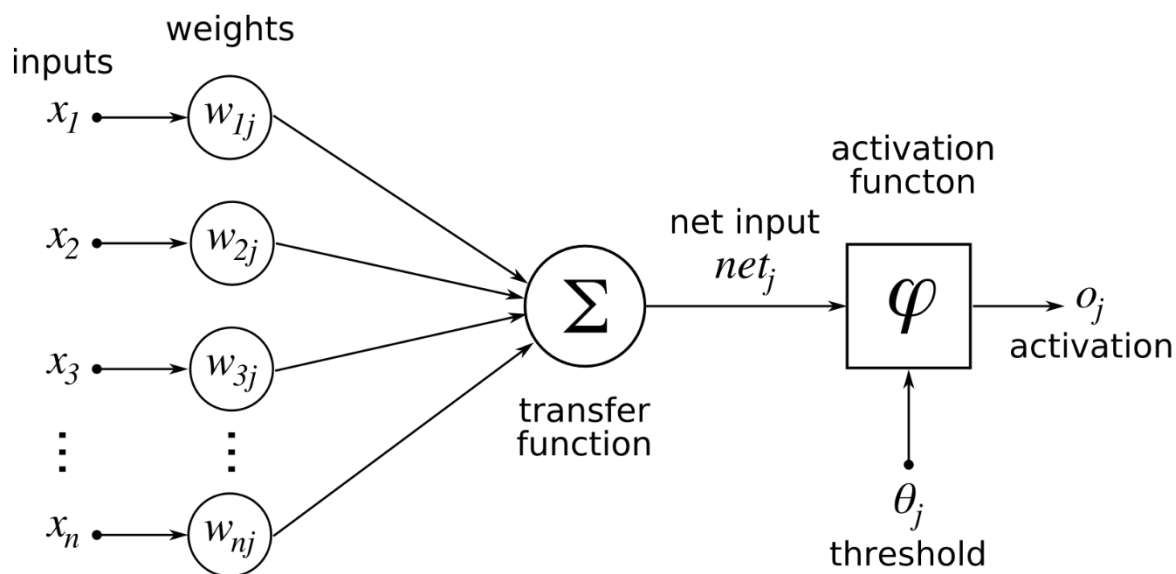 weights
inputs
x1
w1j
x2
w2j
x3
w3j
⋮
⋮
xn
wnj
Σ
transfer
function
net input
netj
activation
functon
φ
oj
activation
θj
threshold